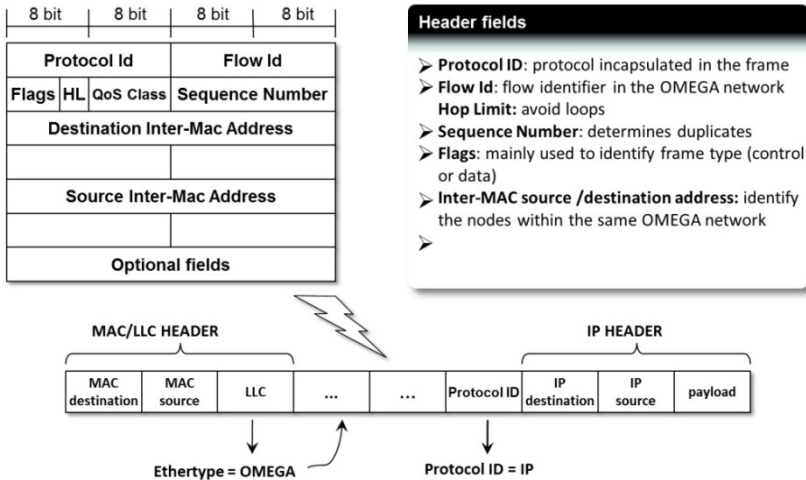 8 bit 8 bit 8 bit 8 bit
Protocol Id Flow Id
Flags HL QoS Class Sequence Number
Destination Inter-Mac Address
Source Inter-Mac Address
Optional fields
Header fields
➢ Protocol ID: protocol incapsulated in the frame
➢ Flow Id: flow identifier in the OMEGA network
Hop Limit: avoid loops
➢ Sequence Number: determines duplicates
➢ Flags: mainly used to identify frame type (control
or data)
➢ Inter-MAC source /destination address: identify
the nodes within the same OMEGA network
➢
MAC/LLC HEADER IP HEADER
MAC destination MAC source LLC ... ... Protocol ID IP destination IP source payload
Ethertype = OMEGA Protocol ID = IP